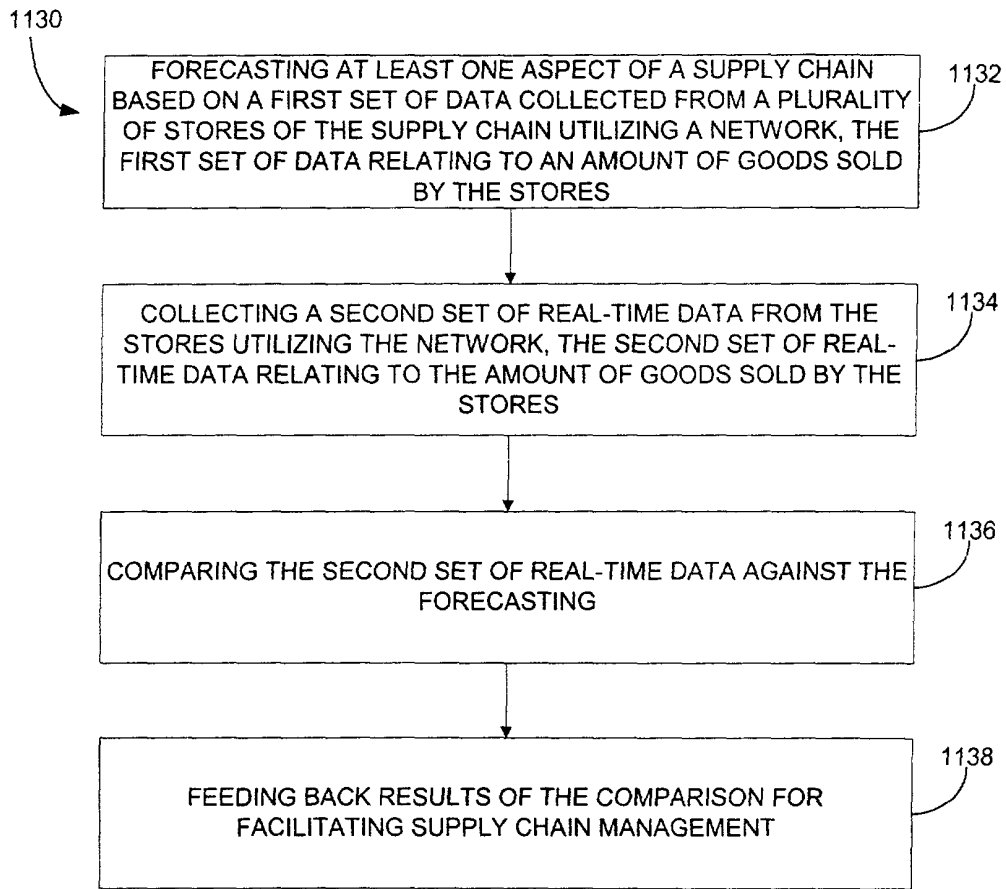 1130
FORECASTING AT LEAST ONE ASPECT OF A SUPPLY CHAIN
BASED ON A FIRST SET OF DATA COLLECTED FROM A PLURALITY
OF STORES OF THE SUPPLY CHAIN UTILIZING A NETWORK, THE
FIRST SET OF DATA RELATING TO AN AMOUNT OF GOODS SOLD
BY THE STORES
1132
COLLECTING A SECOND SET OF REAL-TIME DATA FROM THE
STORES UTILIZING THE NETWORK, THE SECOND SET OF REAL-
TIME DATA RELATING TO THE AMOUNT OF GOODS SOLD BY THE
STORES
1134
COMPARING THE SECOND SET OF REAL-TIME DATA AGAINST THE
FORECASTING
1136
FEEDING BACK RESULTS OF THE COMPARISON FOR
FACILITATING SUPPLY CHAIN MANAGEMENT
1138